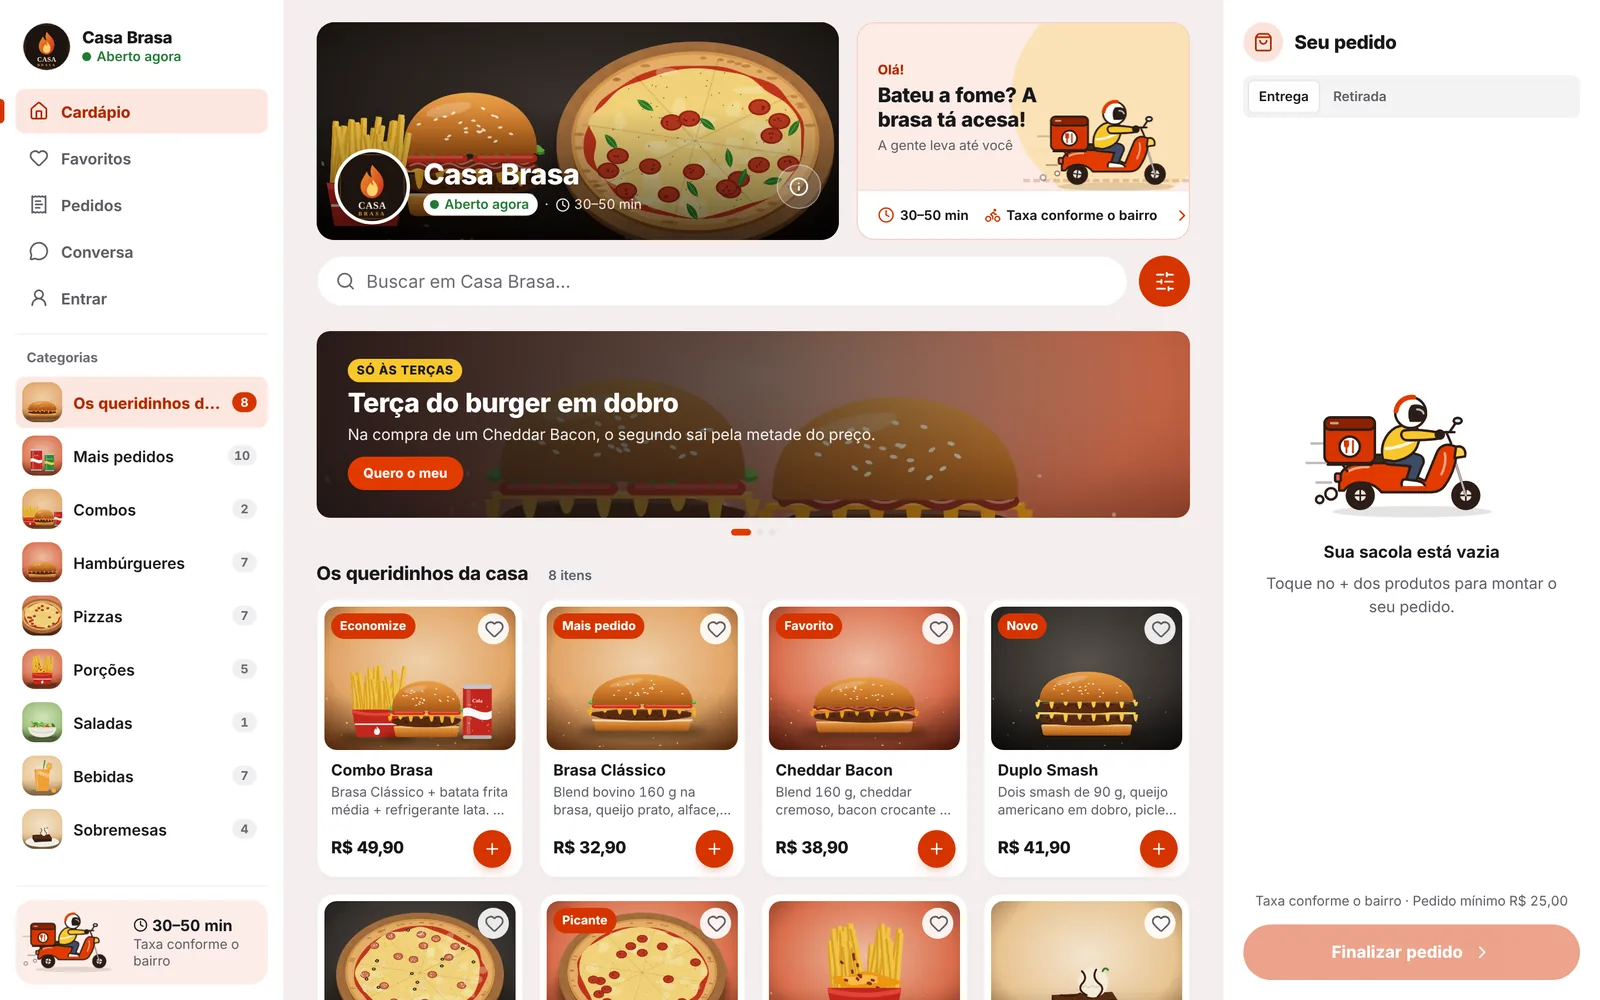 CASA
BRASA
Casa Brasa
Aberto agora
Cardápio
Favoritos
Pedidos
Conversa
Entrar
Categorias
Os queridinhos d... 8
Mais pedidos 10
Combos 2
Hambúrgueres 7
Pizzas 7
Porções 5
Saladas 1
Bebidas 7
Sobremesas 4
30–50 min
Taxa conforme o
bairro
CASA
BRASA
Casa Brasa
Aberto agora · 30–50 min
Olá!
Bateu a fome? A
brasa tá acesa!
A gente leva até você
30–50 min Taxa conforme o bairro
Buscar em Casa Brasa...
SÓ ÀS TERÇAS
Terça do burger em dobro
Na compra de um Cheddar Bacon, o segundo sai pela metade do preço.
Quero o meu
Os queridinhos da casa 8 itens
Economize
Cola
Combo Brasa
Brasa Clássico + batata frita
média + refrigerante lata. ...
R$ 49,90
Mais pedido
Brasa Clássico
Blend bovino 160 g na
brasa, queijo prato, alface,...
R$ 32,90
Favorito
Cheddar Bacon
Blend 160 g, cheddar
cremoso, bacon crocante ...
R$ 38,90
Novo
Duplo Smash
Dois smash de 90 g, queijo
americano em dobro, picle...
R$ 41,90
Picante
Seu pedido
Entrega Retirada
Sua sacola está vazia
Toque no + dos produtos para montar o
seu pedido.
Taxa conforme o bairro · Pedido mínimo R$ 25,00
Finalizar pedido